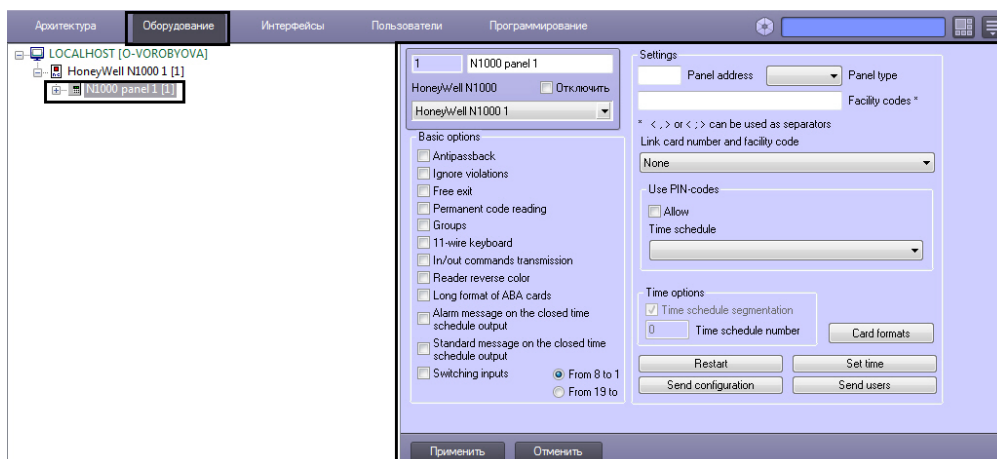 Архитектура Оборудование Интерфейсы Пользователи Программирование
LOCALHOST [O-VOROBYOVA]
HoneyWell N1000 1 [1]
N1000 panel 1 [1]
1 N1000 panel 1
HoneyWell N1000 Отключить
HoneyWell N1000 1
Basic options
Antipassback
Ignore violations
Free exit
Permanent code reading
Groups
11-wire keyboard
In/out commands transmission
Reader reverse color
Long format of ABA cards
Alarm message on the closed time
schedule output
Standard message on the closed time
schedule output
Switching inputs From 8 to 1
From 19 to
Settings
Panel address Panel type
Facility codes *
* < , > or < ; > can be used as separators
Link card number and facility code
None
Use PIN-codes
Allow
Time schedule
Time options
Time schedule segmentation
0 Time schedule number
Card formats
Restart Set time
Send configuration Send users
Применить Отменить